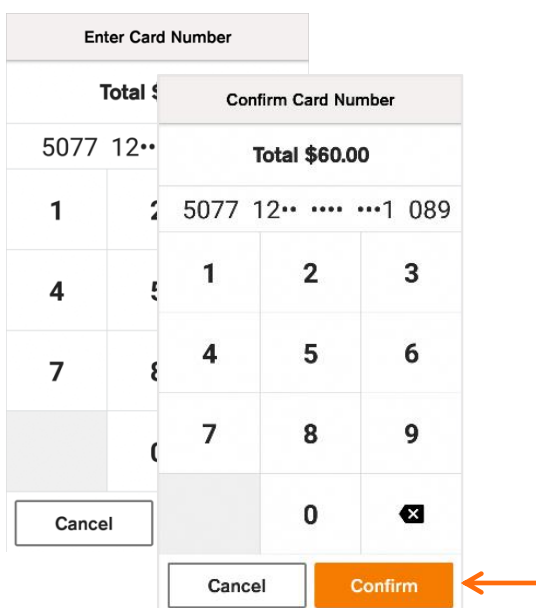 Enter Card Number
Total $
5077 12••
1
4
7
Cancel
Confirm Card Number
Total $60.00
5077 12•• •••• •••1 089
1 2 3
4 5 6
7 8 9
0
Cancel Confirm